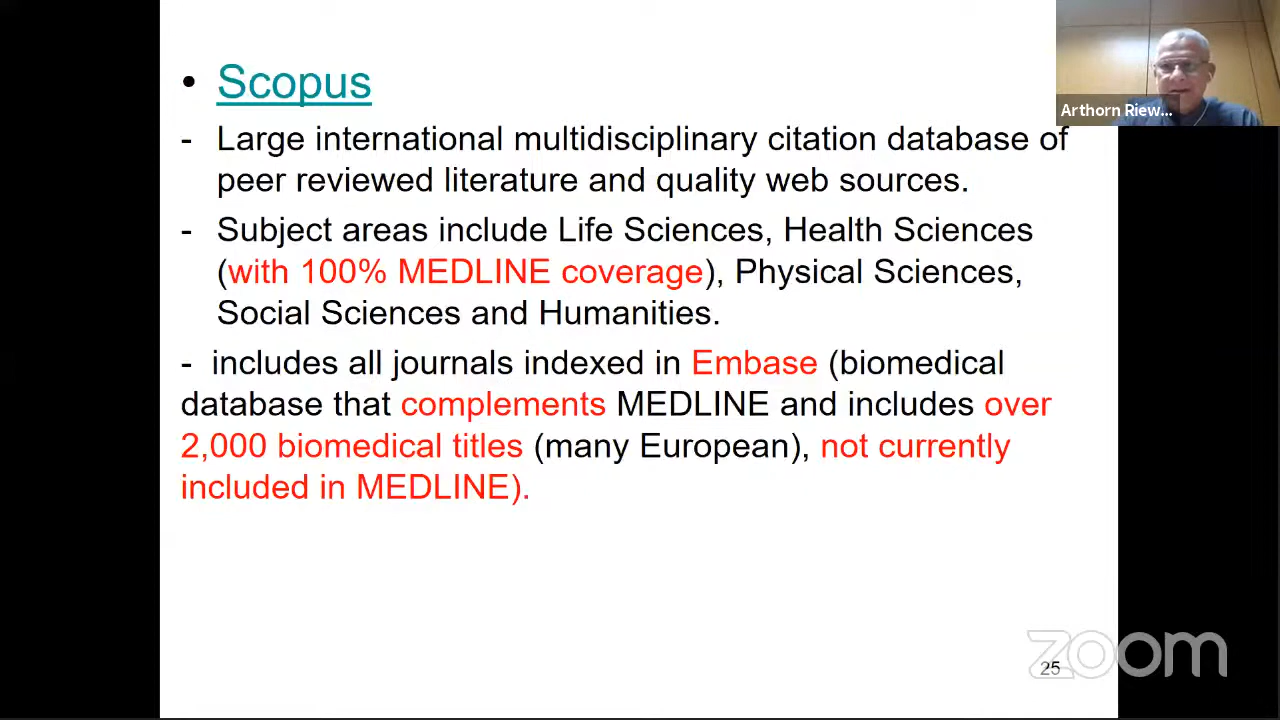 • Scopus
- Large international multidisciplinary citation database of
peer reviewed literature and quality web sources.
- Subject areas include Life Sciences, Health Sciences
(with 100% MEDLINE coverage), Physical Sciences,
Social Sciences and Humanities.
- includes all journals indexed in Embase (biomedical
database that complements MEDLINE and includes over
2,000 biomedical titles (many European), not currently
included in MEDLINE).
Arthorn Riew...
25
zoom